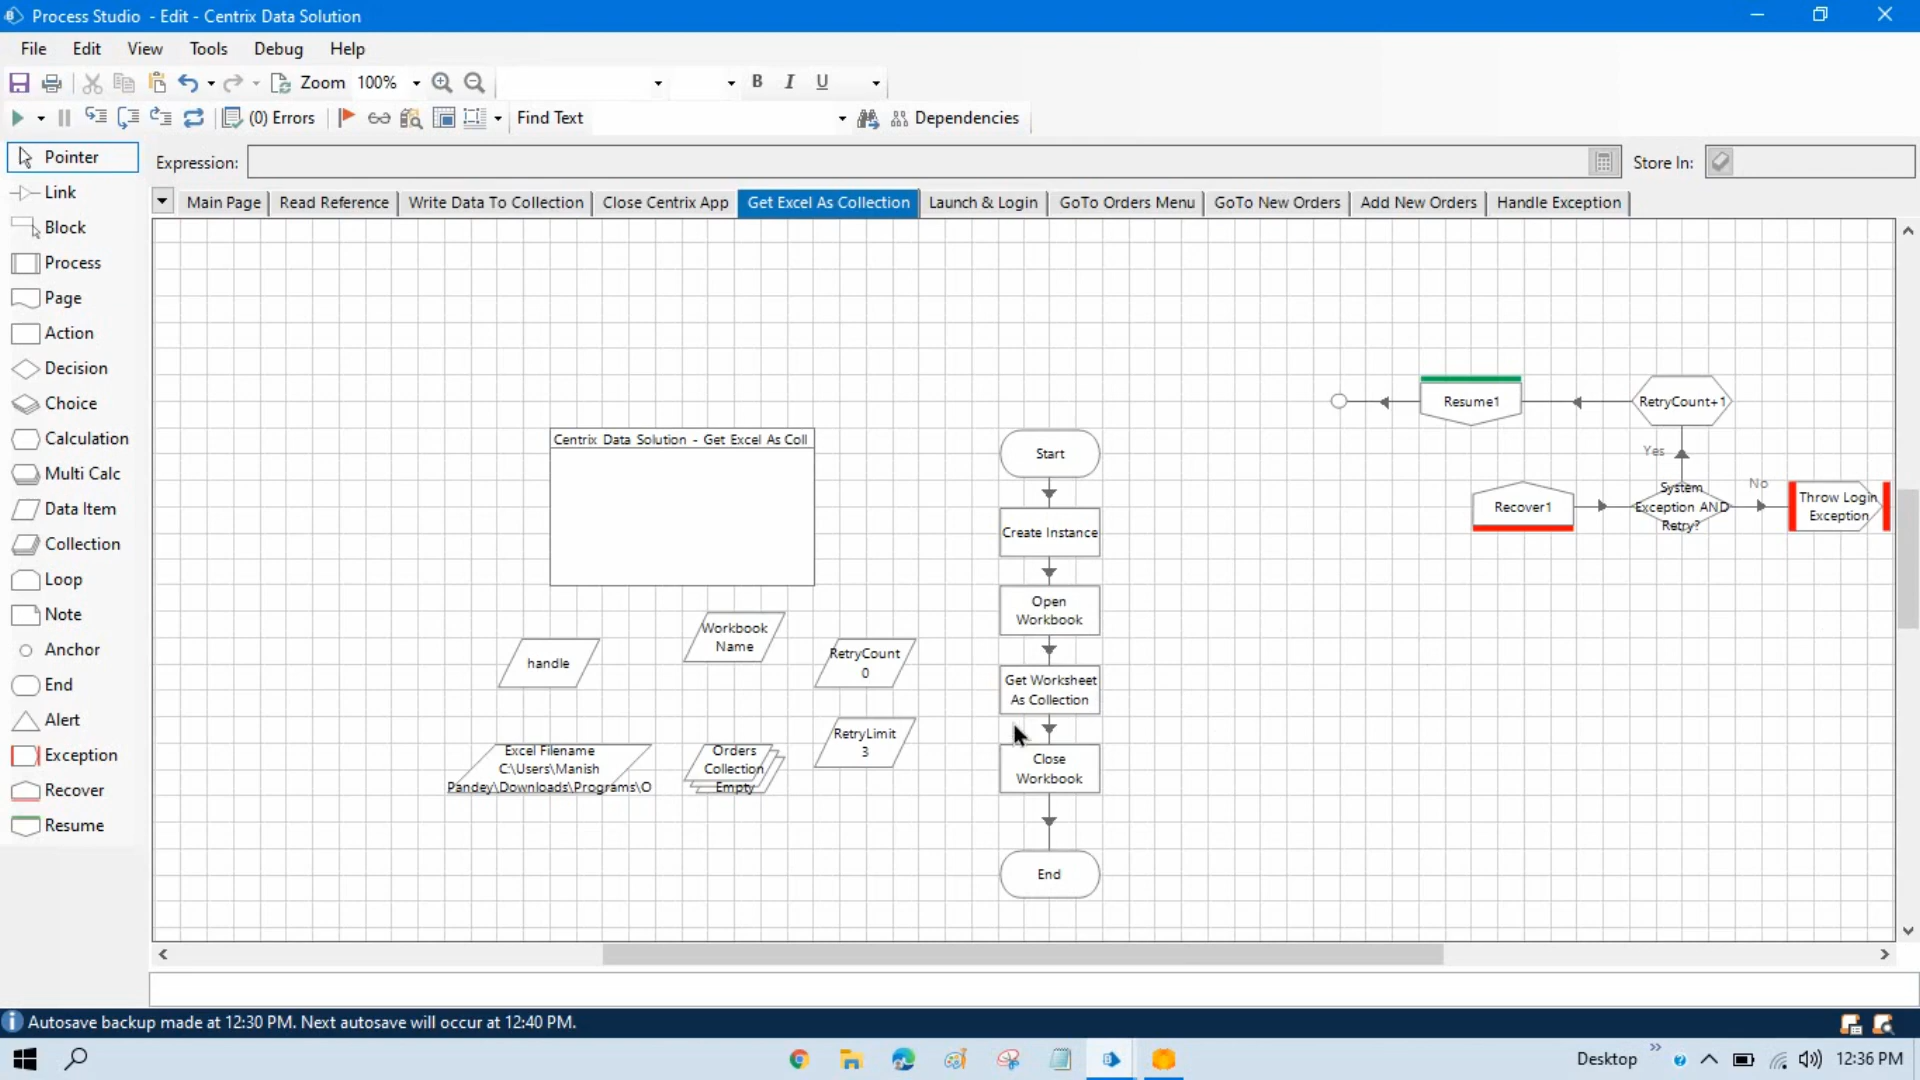 Process Studio - Edit - Centrix Data Solution
File Edit View Tools Debug Help
Zoom 100% B I U
(0) Errors Find Text Dependencies
Pointer
Link
Block
Process
Page
Action
Decision
Choice
Calculation
Multi Calc
Data Item
Collection
Loop
Note
Anchor
End
Alert
Exception
Recover
Resume
Expression: Store In:
Main Page Read Reference Write Data To Collection Close Centrix App Get Excel As Collection Launch & Login GoTo Orders Menu GoTo New Orders Add New Orders Handle Exception
Centrix Data Solution - Get Excel As Coll
handle
Workbook
Name
RetryCount
0
Excel Filename
C:\Users\Manish
Pandey\Downloads\Programs\O
Orders
Collection
Empty
RetryLimit
3
Start
Create Instance
Open
Workbook
Get Worksheet
As Collection
Close
Workbook
End
Resume1
RetryCount+1
Yes
Recover1
System
Exception AND
Retry?
No
Throw Login
Exception
Autosave backup made at 12:30 PM. Next autosave will occur at 12:40 PM.
Desktop 12:36 PM